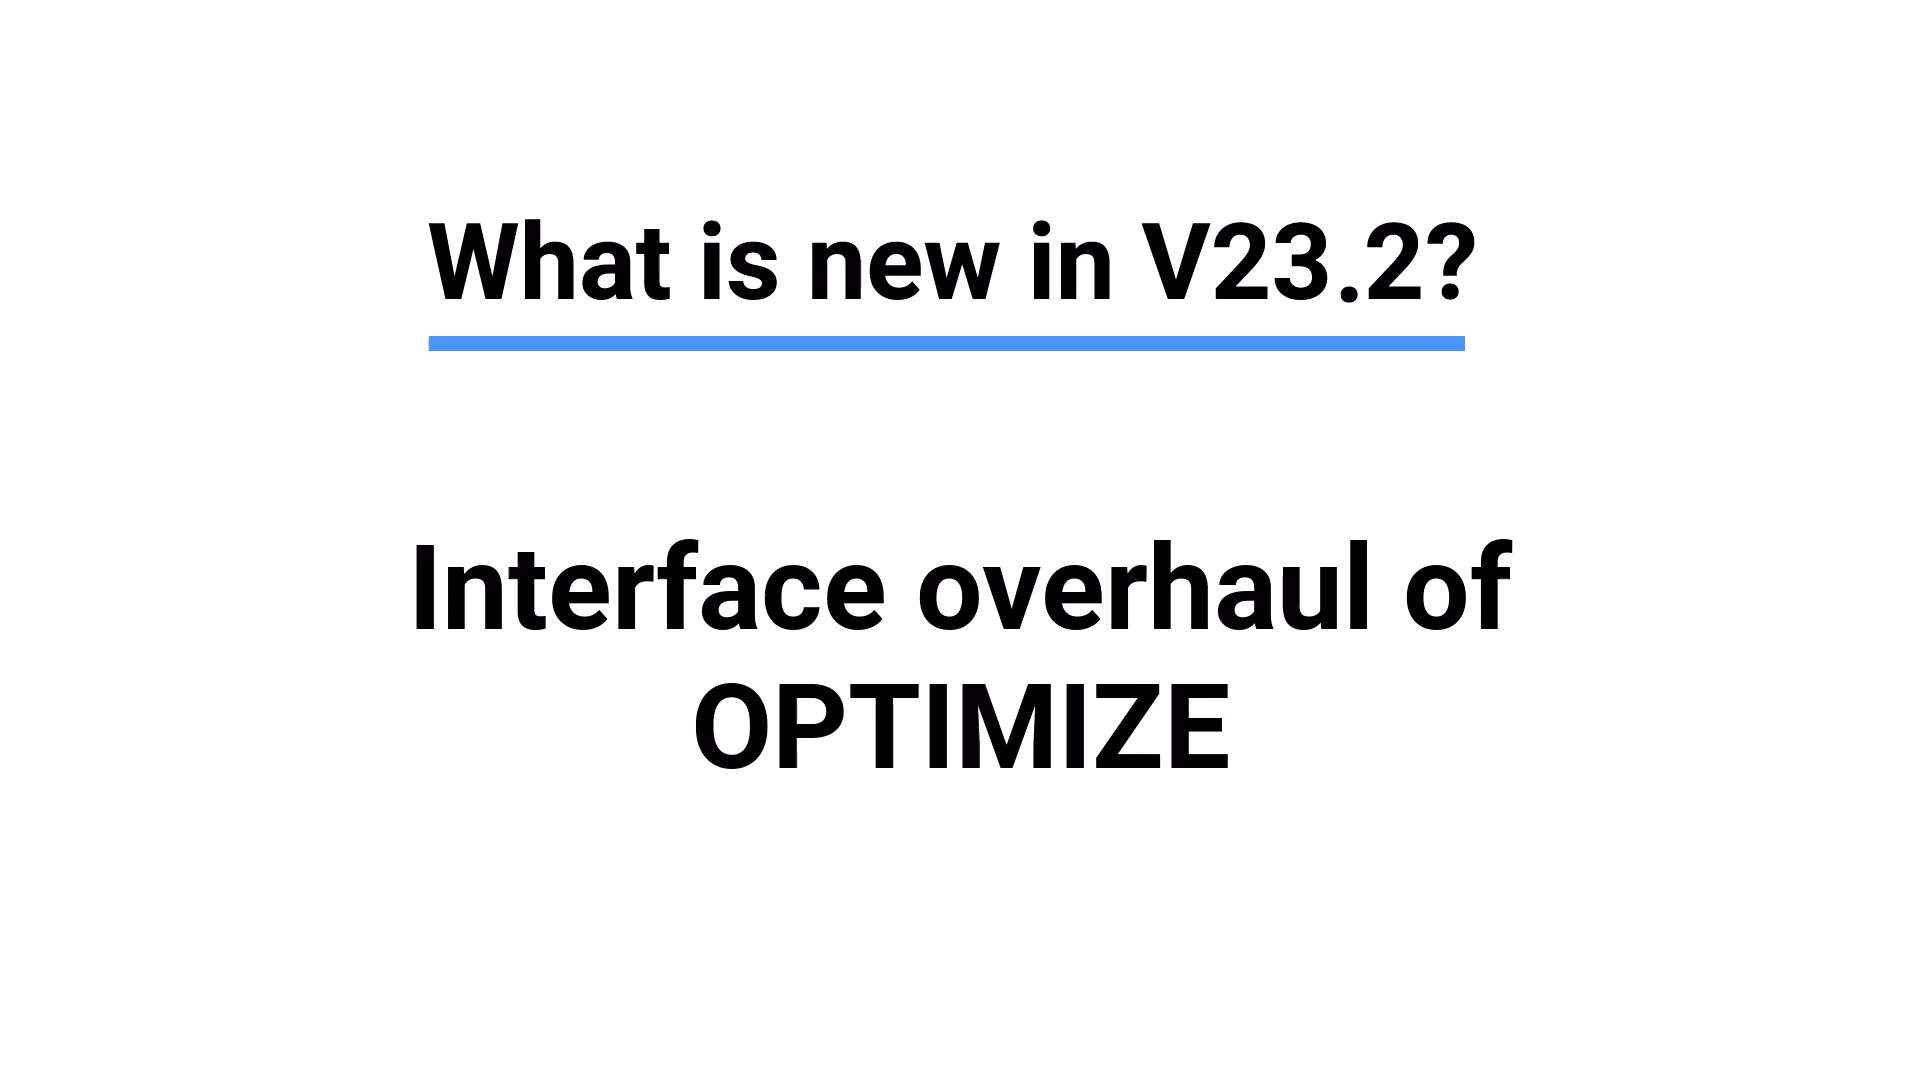 What is new in V23.2?
Interface overhaul of
OPTIMIZE